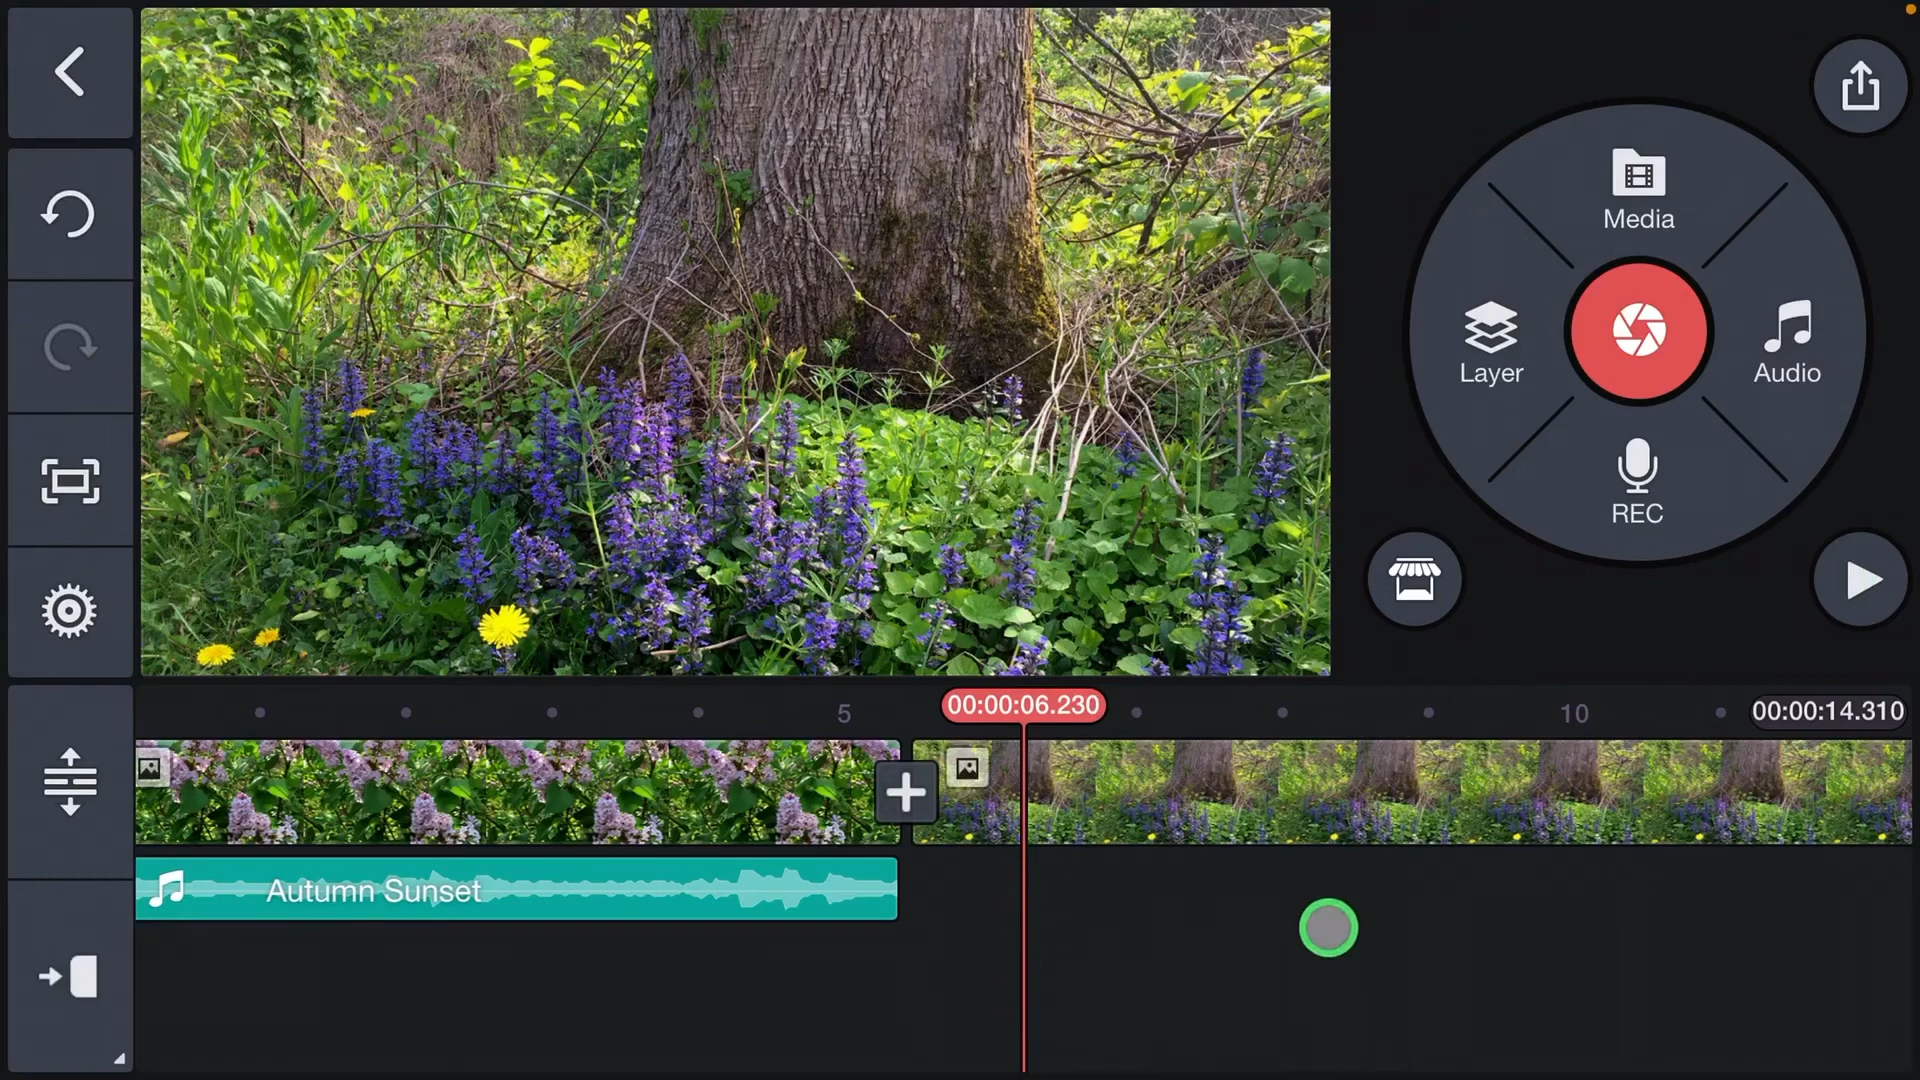 Media
Layer
Audio
REC
5
00:00:06.230
10
00:00:14.310
Autumn Sunset